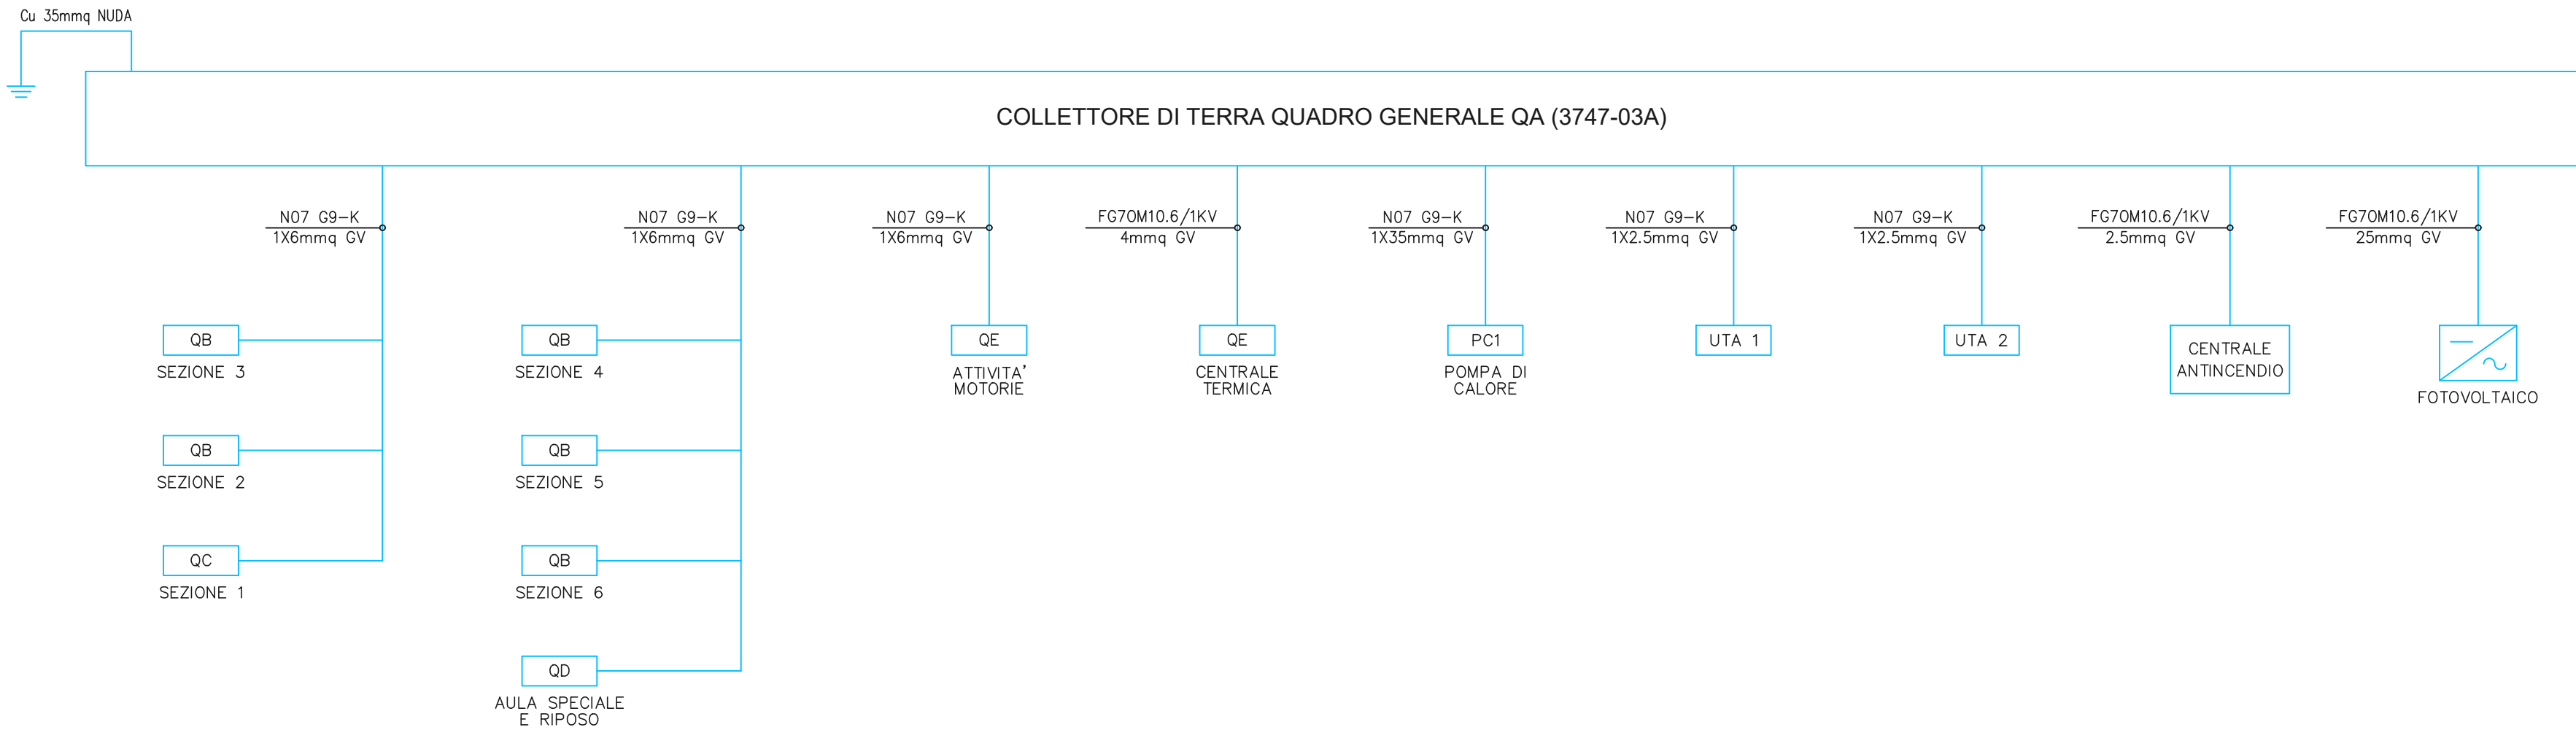 Cu 35mmq NUDA
COLLETTORE DI TERRA QUADRO GENERALE QA (3747-03A)
N07 G9-K
1X6mmq GV
N07 G9-K
1X6mmq GV
N07 G9-K
1X6mmq GV
FG7OM10.6/1KV
4mmq GV
N07 G9-K
1X35mmq GV
N07 G9-K
1X2.5mmq GV
N07 G9-K
1X2.5mmq GV
FG7OM10.6/1KV
2.5mmq GV
FG7OM10.6/1KV
25mmq GV
QB
SEZIONE 3
QB
SEZIONE 2
QC
SEZIONE 1
QB
SEZIONE 4
QB
SEZIONE 5
QB
SEZIONE 6
QD
AULA SPECIALE
E RIPOSO
QE
ATTIVITA'
MOTORIE
QE
CENTRALE
TERMICA
PC1
POMPA DI
CALORE
UTA 1
UTA 2
CENTRALE
ANTINCENDIO
FOTOVOLTAICO